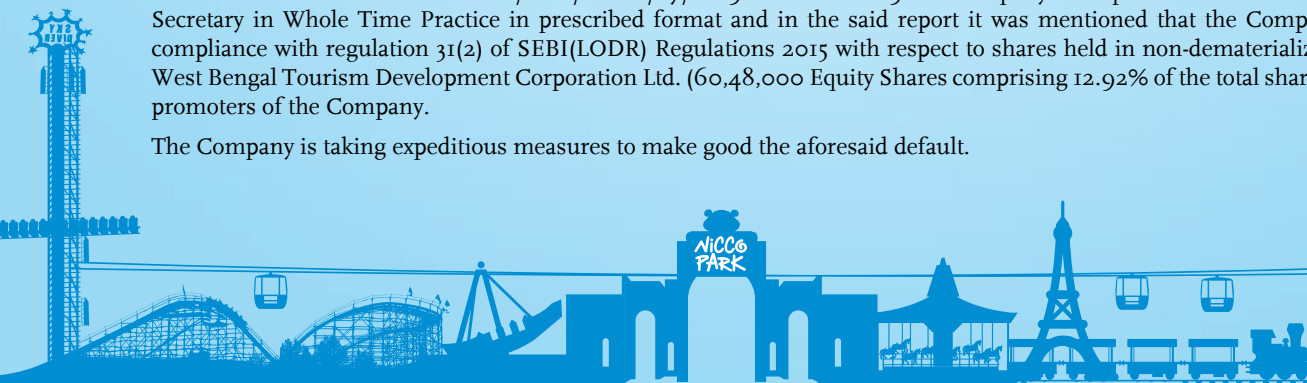 Secretary in Whole Time Practice in prescribed format and in the said report it was mentioned that the Comp
compliance with regulation 31(2) of SEBI(LODR) Regulations 2015 with respect to shares held in non-demateriali
West Bengal Tourism Development Corporation Ltd. (60,48,000 Equity Shares comprising 12.92% of the total shar
promoters of the Company.
The Company is taking expeditious measures to make good the aforesaid default.
SKY
DIVER
NICCO
PARK